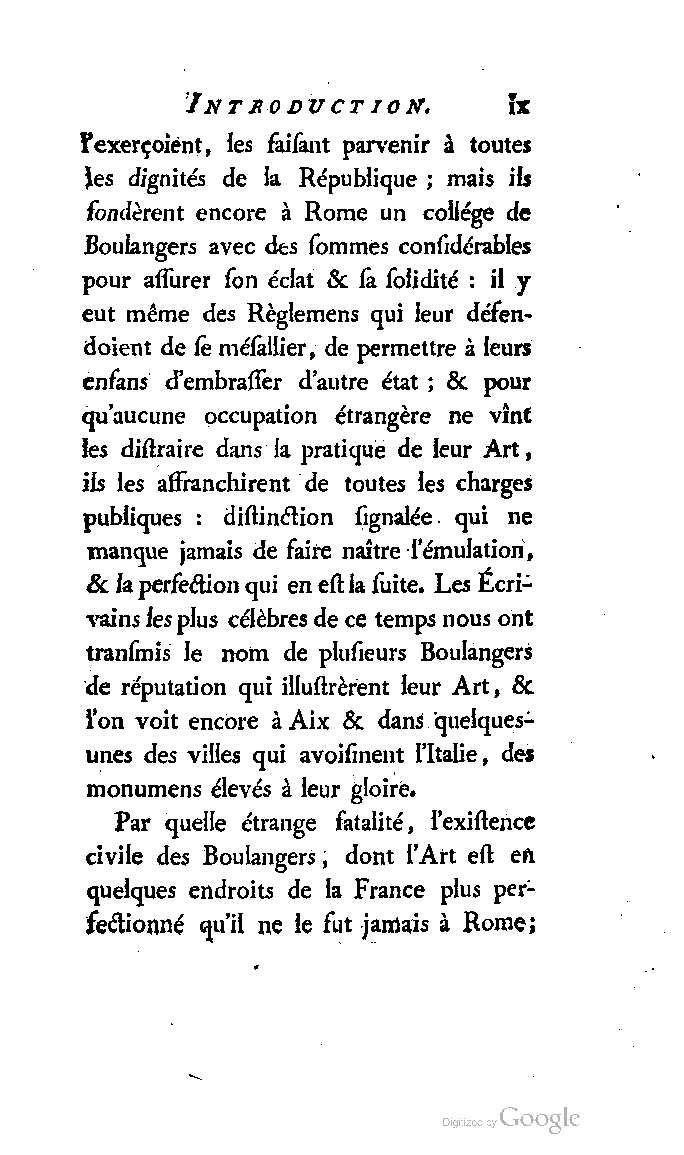 INTRODUCTION. ix
l'exerçoient, les faiſant parvenir à toutes
les dignités de la République ; mais ils
fondèrent encore à Rome un collége de
Boulangers avec des ſommes conſidérables
pour aſſurer ſon éclat & ſa ſolidité : il y
eut même des Règlemens qui leur défen-
doient de ſe méſallier, de permettre à leurs
enfans d'embraſſer d'autre état ; & pour
qu'aucune occupation étrangère ne vînt
les diſtraire dans la pratique de leur Art,
ils les affranchirent de toutes les charges
publiques : diſtinction ſignalée qui ne
manque jamais de faire naître l'émulation,
& la perfection qui en eſt la ſuite. Les Écri-
vains les plus célèbres de ce temps nous ont
tranſmis le nom de pluſieurs Boulangers
de réputation qui illuſtrèrent leur Art, &
l'on voit encore à Aix & dans quelques-
unes des villes qui avoiſinent l'Italie, des
monumens élevés à leur gloire.
Par quelle étrange fatalité, l'exiſtence
civile des Boulangers, dont l'Art eſt en
quelques endroits de la France plus per-
fectionné qu'il ne le fut jamais à Rome;
Digitized by Google